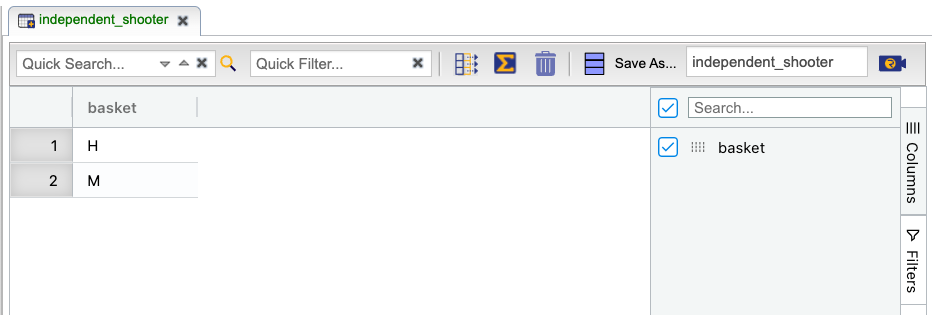 independent_shooter
Quick Search... Quick Filter... Save As... independent_shooter
basket Search...
1 H basket
2 M
Columns
Filters